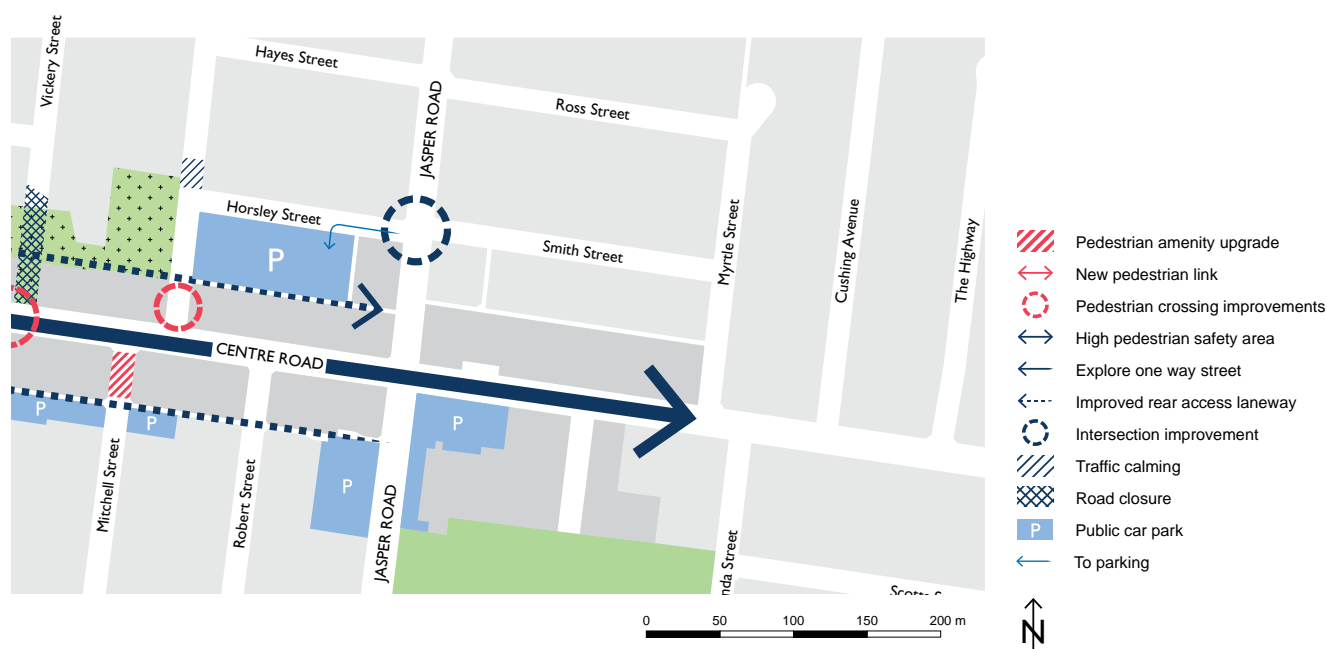 Vickery Street
Hayes Street
JASPER ROAD
Ross Street
Horsley Street
P
Smith Street
Myrtle Street
Cushing Avenue
The Highway
CENTRE ROAD
P
P
P
P
Mitchell Street
Robert Street
JASPER ROAD
nda Street
Pedestrian amenity upgrade
New pedestrian link
Pedestrian crossing improvements
High pedestrian safety area
Explore one way street
Improved rear access laneway
Intersection improvement
Traffic calming
Road closure
P Public car park
To parking
0 50 100 150 200 m
N